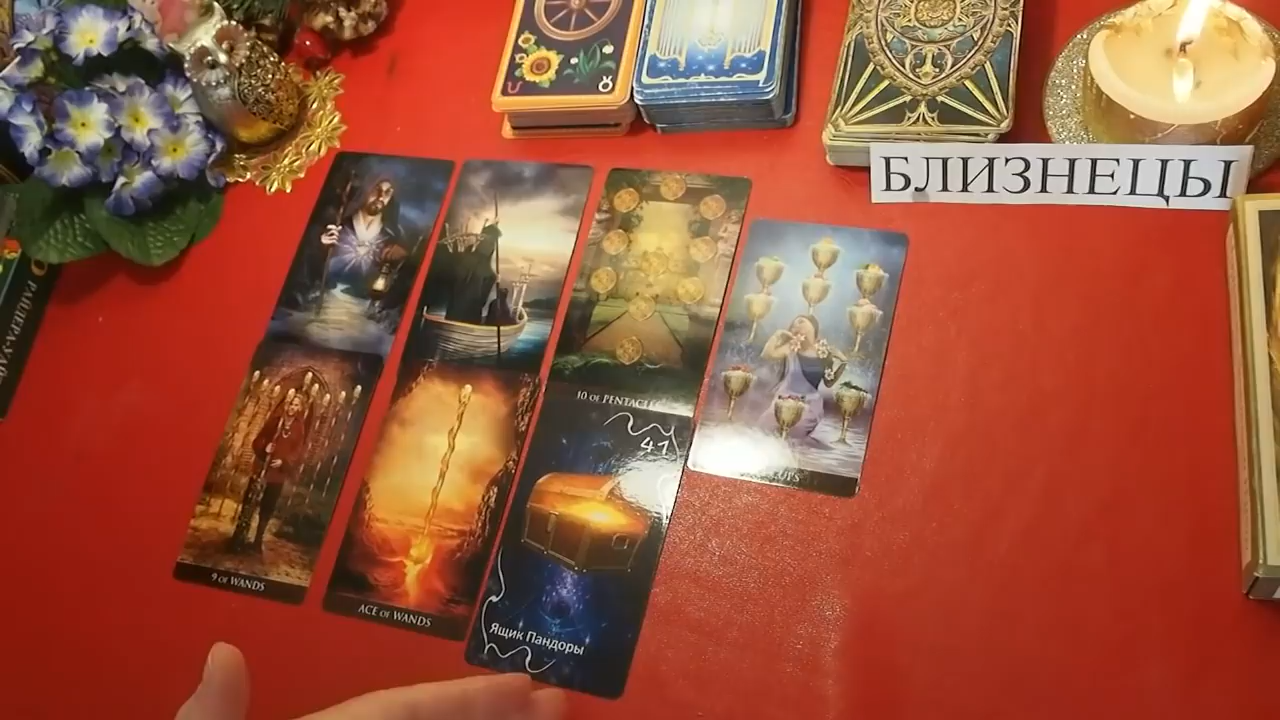 БЛИЗНЕЦЫ
10 OF PENTACLES
41
9 OF WANDS
ACE OF WANDS
Ящик Пандоры